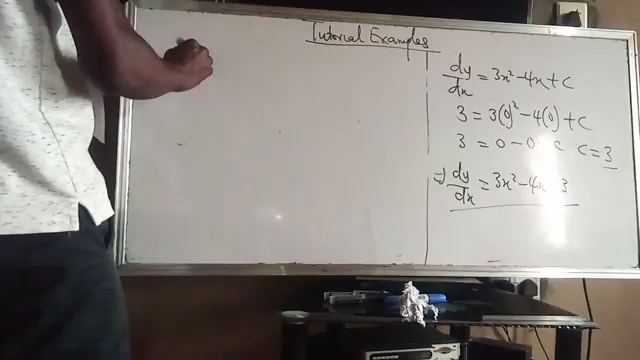 Tutorial Examples
dy/dx = 3x² - 4x + c
3 = 3(0)² - 4(0) + c
3 = 0 - 0 c c = 3
⇒ dy/dx = 3x² - 4x 3